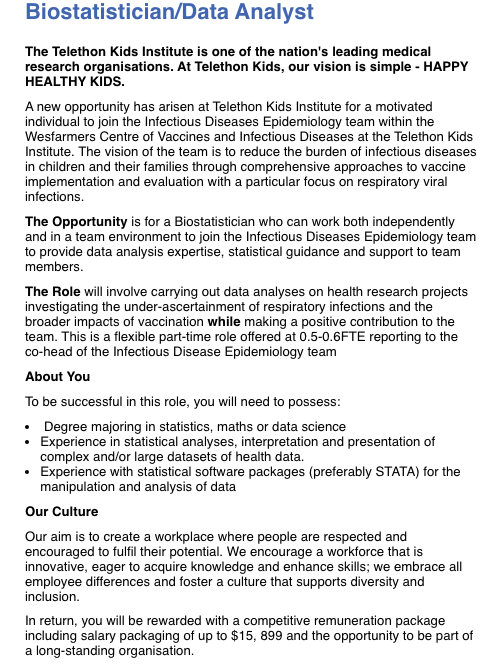 Biostatistician/Data Analyst
The Telethon Kids Institute is one of the nation's leading medical
research organisations. At Telethon Kids, our vision is simple - HAPPY
HEALTHY KIDS.
A new opportunity has arisen at Telethon Kids Institute for a motivated
individual to join the Infectious Diseases Epidemiology team within the
Wesfarmers Centre of Vaccines and Infectious Diseases at the Telethon Kids
Institute. The vision of the team is to reduce the burden of infectious diseases
in children and their families through comprehensive approaches to vaccine
implementation and evaluation with a particular focus on respiratory viral
infections.
The Opportunity is for a Biostatistician who can work both independently
and in a team environment to join the Infectious Diseases Epidemiology team
to provide data analysis expertise, statistical guidance and support to team
members.
The Role will involve carrying out data analyses on health research projects
investigating the under-ascertainment of respiratory infections and the
broader impacts of vaccination while making a positive contribution to the
team. This is a flexible part-time role offered at 0.5-0.6FTE reporting to the
co-head of the Infectious Disease Epidemiology team
About You
To be successful in this role, you will need to possess:
• Degree majoring in statistics, maths or data science
• Experience in statistical analyses, interpretation and presentation of
complex and/or large datasets of health data.
• Experience with statistical software packages (preferably STATA) for the
manipulation and analysis of data
Our Culture
Our aim is to create a workplace where people are respected and
encouraged to fulfil their potential. We encourage a workforce that is
innovative, eager to acquire knowledge and enhance skills; we embrace all
employee differences and foster a culture that supports diversity and
inclusion.
In return, you will be rewarded with a competitive remuneration package
including salary packaging of up to $15, 899 and the opportunity to be part of
a long-standing organisation.